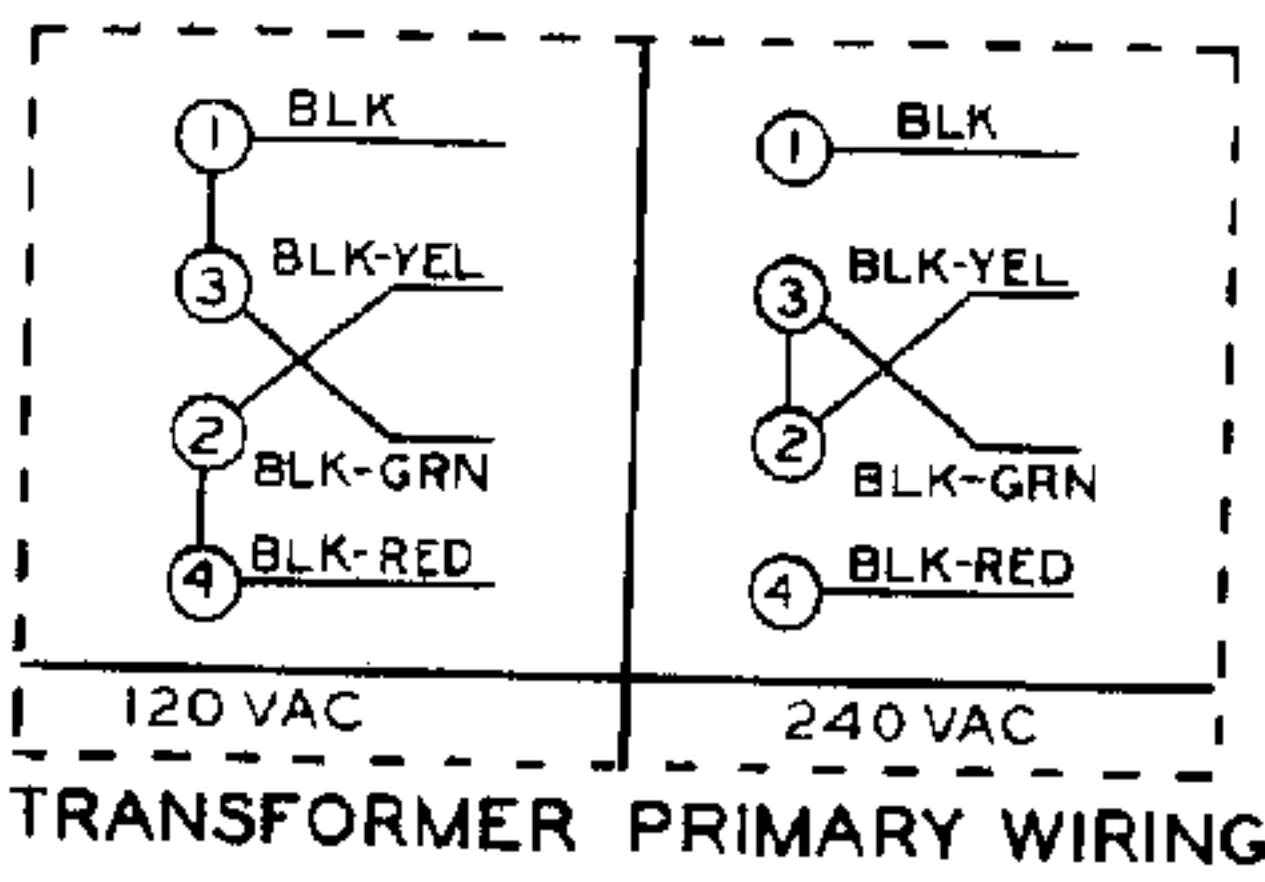 1 BLK
3 BLK-YEL
2 BLK-GRN
4 BLK-RED
120 VAC
1 BLK
3 BLK-YEL
2 BLK-GRN
4 BLK-RED
240 VAC
TRANSFORMER PRIMARY WIRING